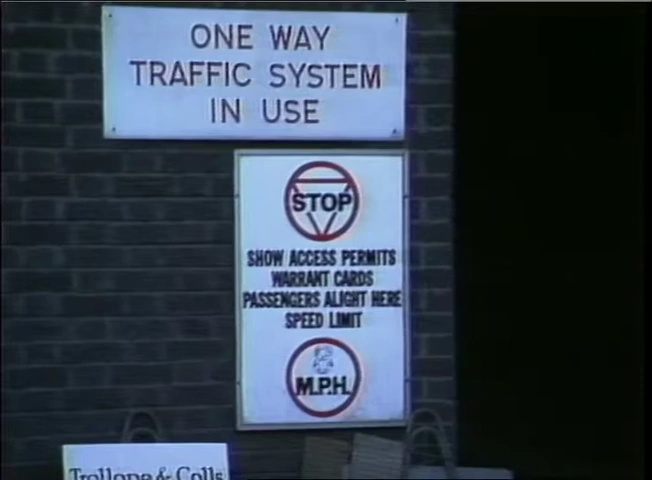 ONE WAY
TRAFFIC SYSTEM
IN USE
STOP
SHOW ACCESS PERMITS
WARRANT CARDS
PASSENGERS ALIGHT HERE
SPEED LIMIT
M.P.H.
Trollope & Colls